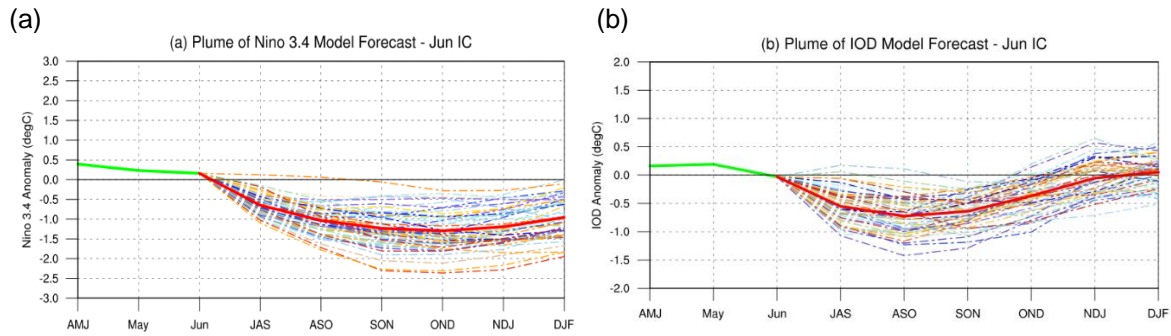 (a)
(a) Plume of Nino 3.4 Model Forecast - Jun IC
Nino 3.4 Anomaly (degC)
3.0
2.5
2.0
1.5
1.0
0.5
0.0
-0.5
-1.0
-1.5
-2.0
-2.5
-3.0
AMJ May Jun JAS ASO SON OND NDJ DJF
(b)
(b) Plume of IOD Model Forecast - Jun IC
IOD Anomaly (degC)
2.0
1.5
1.0
0.5
0.0
-0.5
-1.0
-1.5
-2.0
AMJ May Jun JAS ASO SON OND NDJ DJF